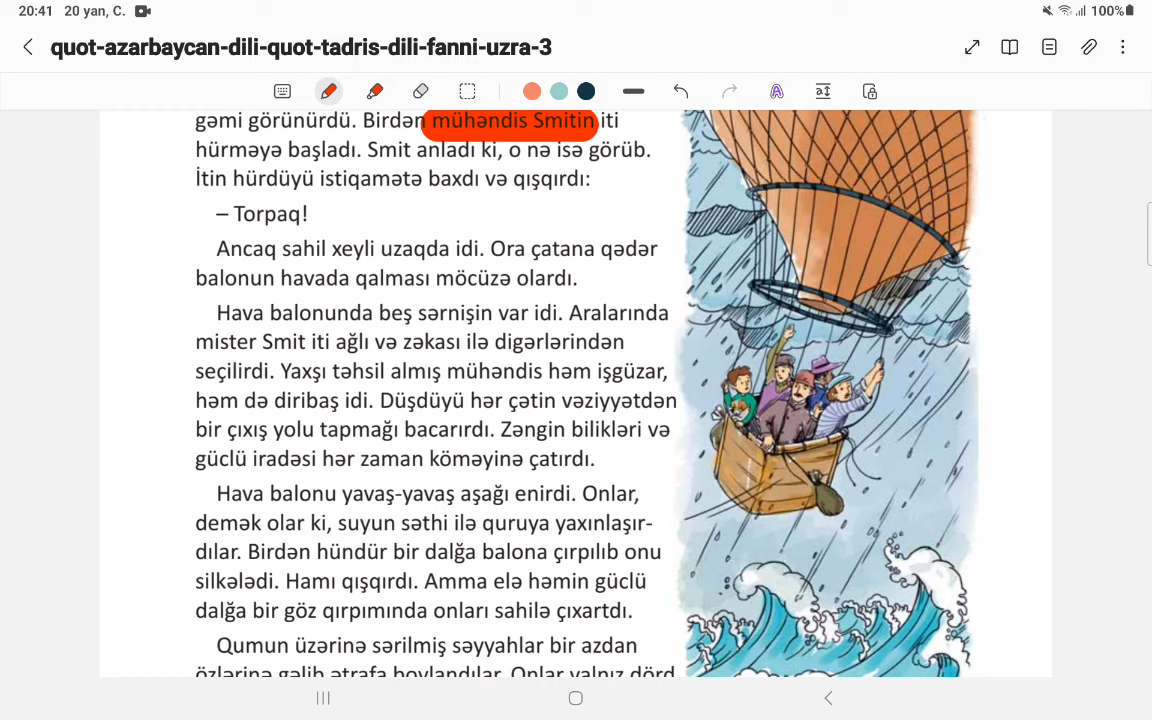 20:41 20 yan, C.
100%
quot-azarbaycan-dili-quot-tadris-dili-fanni-uzra-3
gəmi görünürdü. Birdən mühəndis Smitin iti
hürməyə başladı. Smit anladı ki, o nə isə görüb.
İtin hürdüyü istiqamətə baxdı və qışqırdı:
– Torpaq!
Ancaq sahil xeyli uzaqda idi. Ora çatana qədər
balonun havada qalması möcüzə olardı.
Hava balonunda beş sərnişin var idi. Aralarında
mister Smit iti ağlı və zəkası ilə digərlərindən
seçilirdi. Yaxşı təhsil almış mühəndis həm işgüzar,
həm də diribaş idi. Düşdüyü hər çətin vəziyyətdən
bir çıxış yolu tapmağı bacarırdı. Zəngin bilikləri və
güclü iradəsi hər zaman köməyinə çatırdı.
Hava balonu yavaş-yavaş aşağı enirdi. Onlar,
demək olar ki, suyun səthi ilə quruya yaxınlaşır-
dılar. Birdən hündür bir dalğa balona çırpılıb onu
silkələdi. Hamı qışqırdı. Amma elə həmin güclü
dalğa bir göz qırpımında onları sahilə çıxartdı.
Qumun üzərinə sərilmiş səyyahlar bir azdan
özlərinə gəlib ətrafa boylandılar. Onlar yalnız dörd